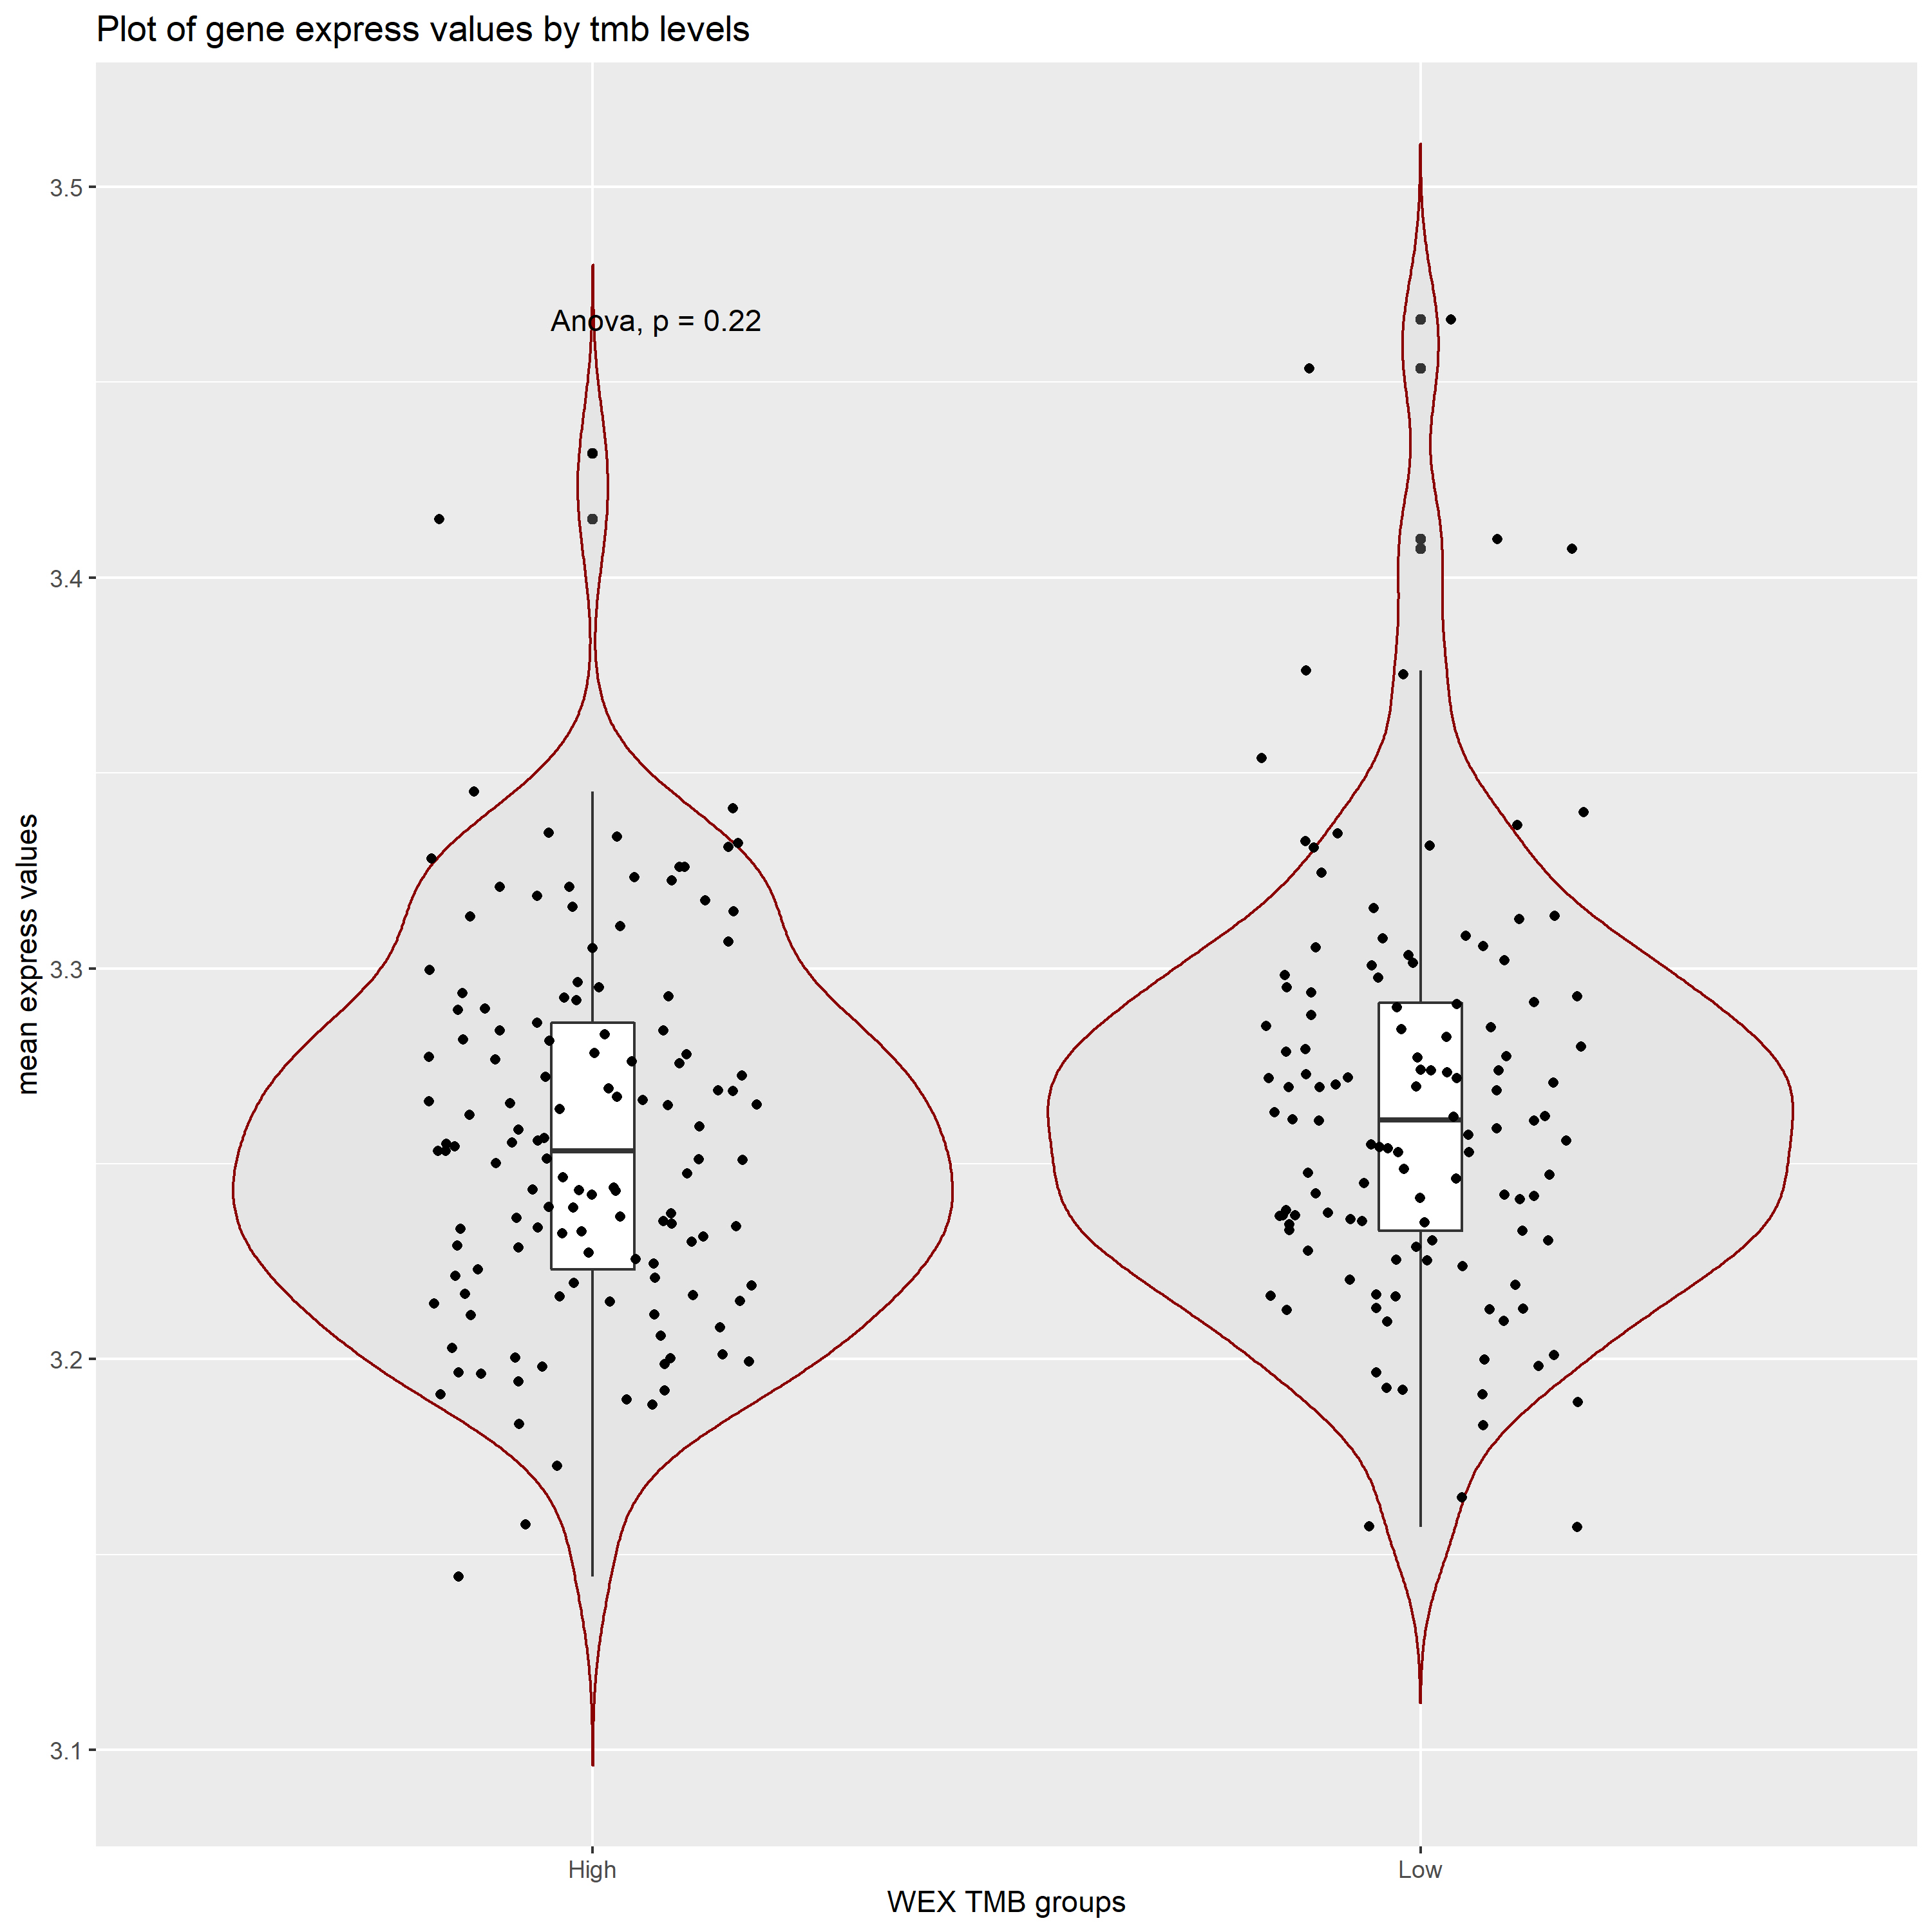 Plot of gene express values by tmb levels
3.5
Anova, p = 0.22
3.4
mean express values
3.3
3.2
3.1
High
Low
WEX TMB groups